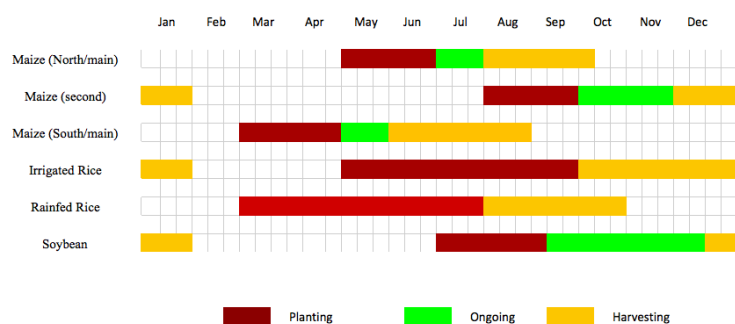 Jan Feb Mar Apr May Jun Jul Aug Sep Oct Nov Dec
Maize (North/main)
Maize (second)
Maize (South/main)
Irrigated Rice
Rainfed Rice
Soybean
Planting Ongoing Harvesting